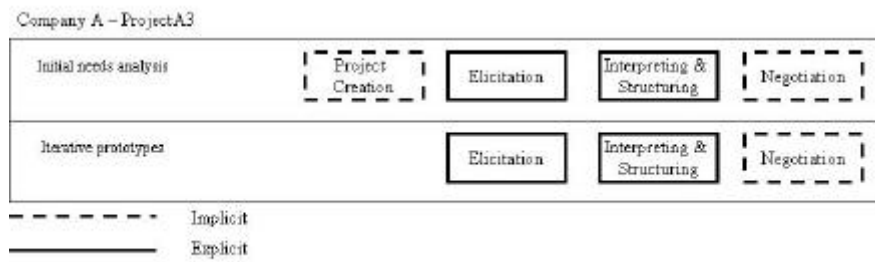 Company A – ProjectA3
Initial needs analysis
Project
Creation
Elicitation
Interpreting &
Structuring
Negotiation
Iterative prototypes
Elicitation
Interpreting &
Structuring
Negotiation
Implicit
Explicit